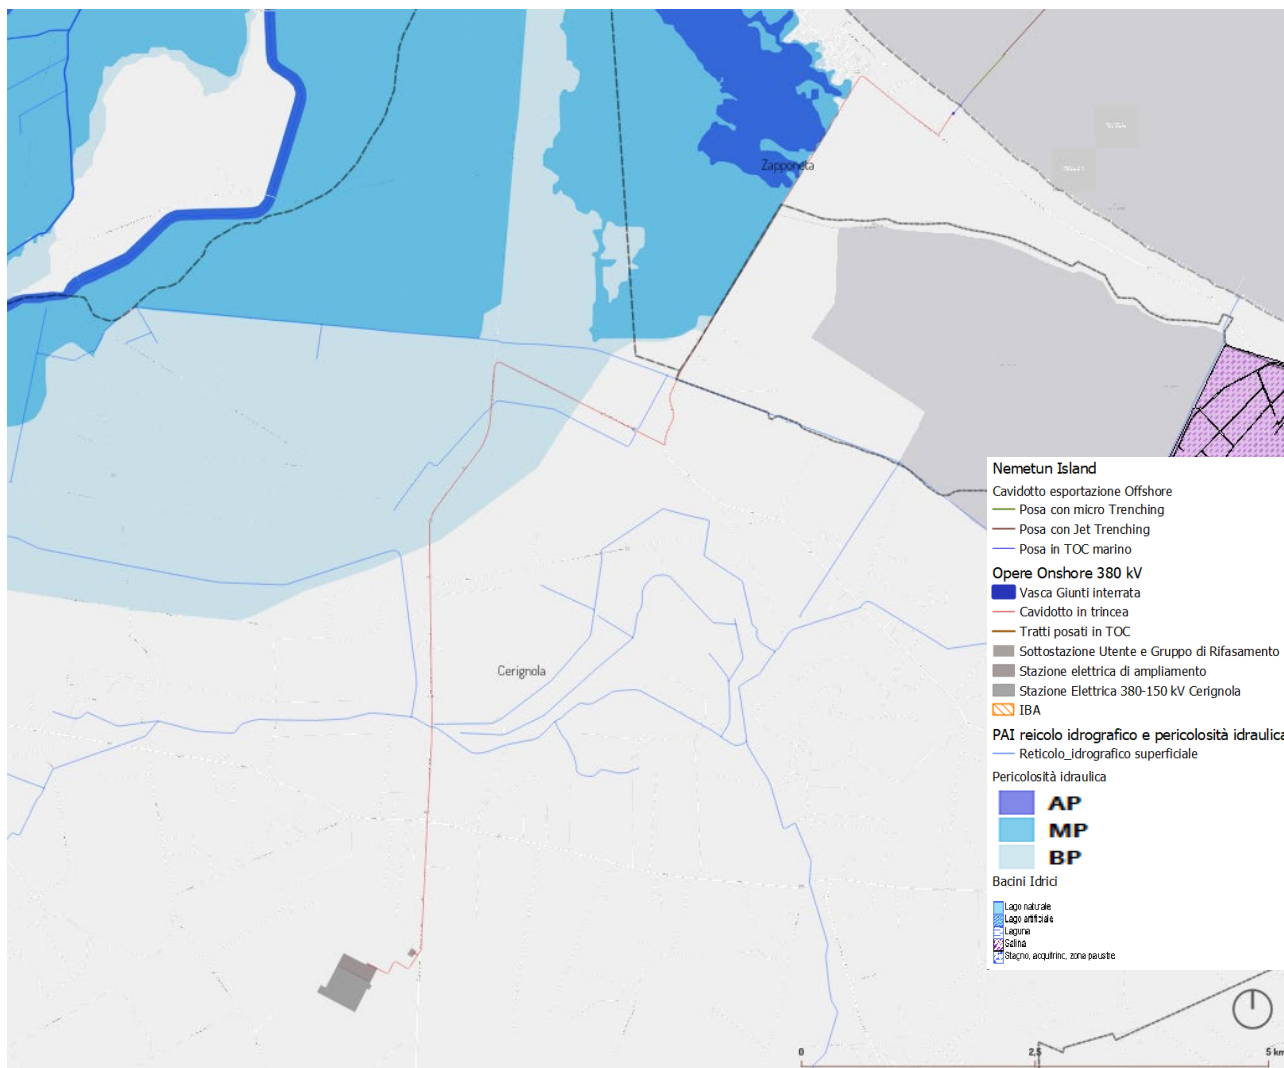 Zapponeta
Cerignola
Nemetun Island
Cavidotto esportazione Offshore
Posa con micro Trenching
Posa con Jet Trenching
Posa in TOC marino
Opere Onshore 380 kV
Vasca Giunti interrata
Cavidotto in trincea
Tratti posati in TOC
Sottostazione Utente e Gruppo di Rifasamento
Stazione elettrica di ampliamento
Stazione Elettrica 380-150 kV Cerignola
IBA
PAI reicolo idrografico e pericolosità idraulica
Reticolo_idrografico superficiale
Pericolosità idraulica
AP
MP
BP
Bacini Idrici
Lago naturale
Lago artificiale
Laguna
Salina
Stagno, acquitrino, zona palustre
0 2,5 5 km